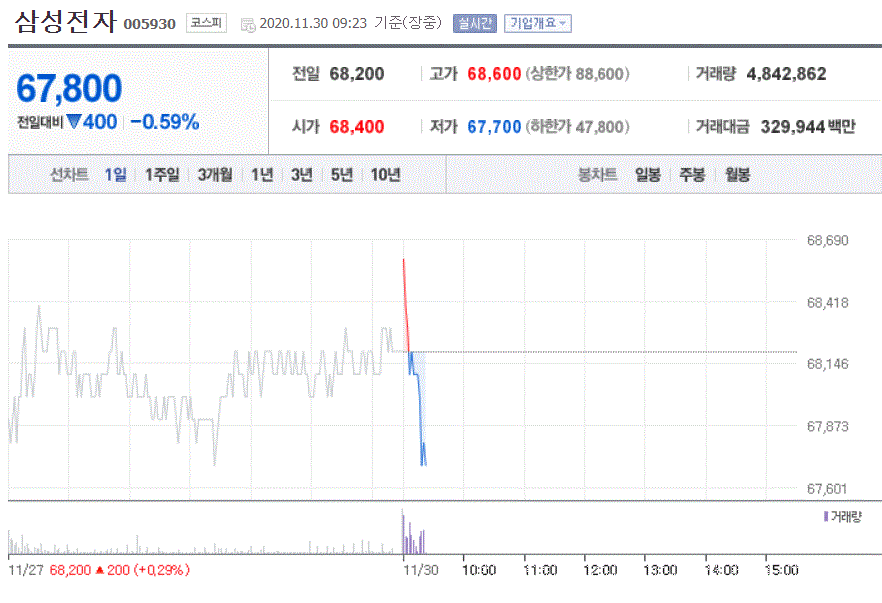 삼성전자 005930 코스피 2020.11.30 09:23 기준(장중) 실시간 기업개요
67,800
전일대비 ▼400 -0.59%
전일 68,200 고가 68,600 (상한가 88,600) 거래량 4,842,862
시가 68,400 저가 67,700 (하한가 47,800) 거래대금 329,944 백만
선차트 1일 1주일 3개월 1년 3년 5년 10년 봉차트 일봉 주봉 월봉
68,690
68,418
68,146
67,873
67,601
거래량
11/27 68,200 ▲ 200 (+0.29%) 11/30 10:00 11:00 12:00 13:00 14:00 15:00